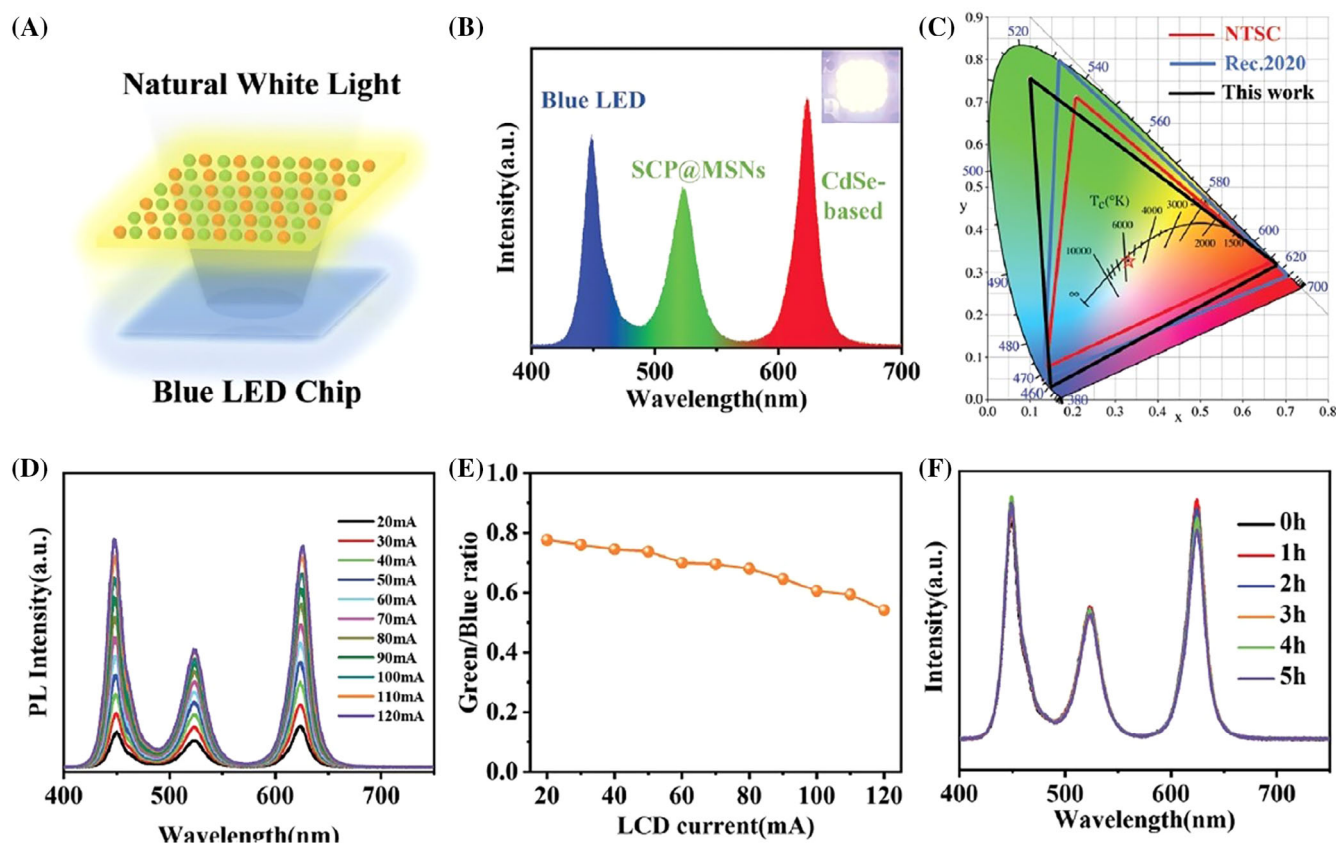 (A)
Natural White Light
Blue LED Chip
(B)
Intensity(a.u.)
Blue LED
SCP@MSNs
CdSe-
based
400
500
600
700
Wavelength(nm)
(C)
0.9
0.8
0.7
0.6
0.5
y
0.4
0.3
0.2
0.1
0.0
0.0
0.1
0.2
0.3
0.4
0.5
0.6
0.7
0.8
x
NTSC
Rec.2020
This work
520
540
560
580
600
620
700
500
490
480
470
460
380
Tc(°K)
10000
6000
4000
3000
2000
1500
∞
(D)
PL Intensity(a.u.)
20mA
30mA
40mA
50mA
60mA
70mA
80mA
90mA
100mA
110mA
120mA
400
500
600
700
Wavelength(nm)
(E)
Green/Blue ratio
1.0
0.8
0.6
0.4
0.2
0.0
20
40
60
80
100
120
LCD current(mA)
(F)
Intensity(a.u.)
0h
1h
2h
3h
4h
5h
400
500
600
700
Wavelength(nm)